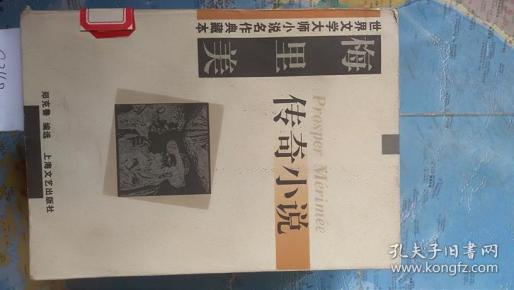 世界文学大师小说名作典藏本
梅里美
Prosper Mérimée
传奇小说
郑克鲁 编选
上海文艺出版社
孔夫子旧书网
www.kongfz.com